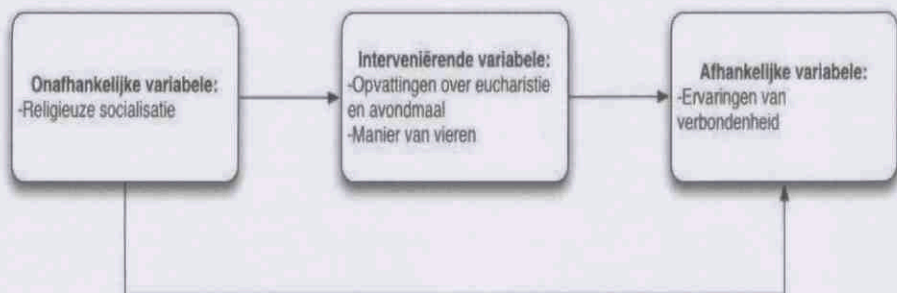 Onafhankelijke variabele:
-Religieuze socialisatie
Interveniërende variabele:
-Opvattingen over eucharistie
en avondmaal
-Manier van vieren
Afhankelijke variabele:
-Ervaringen van
verbondenheid